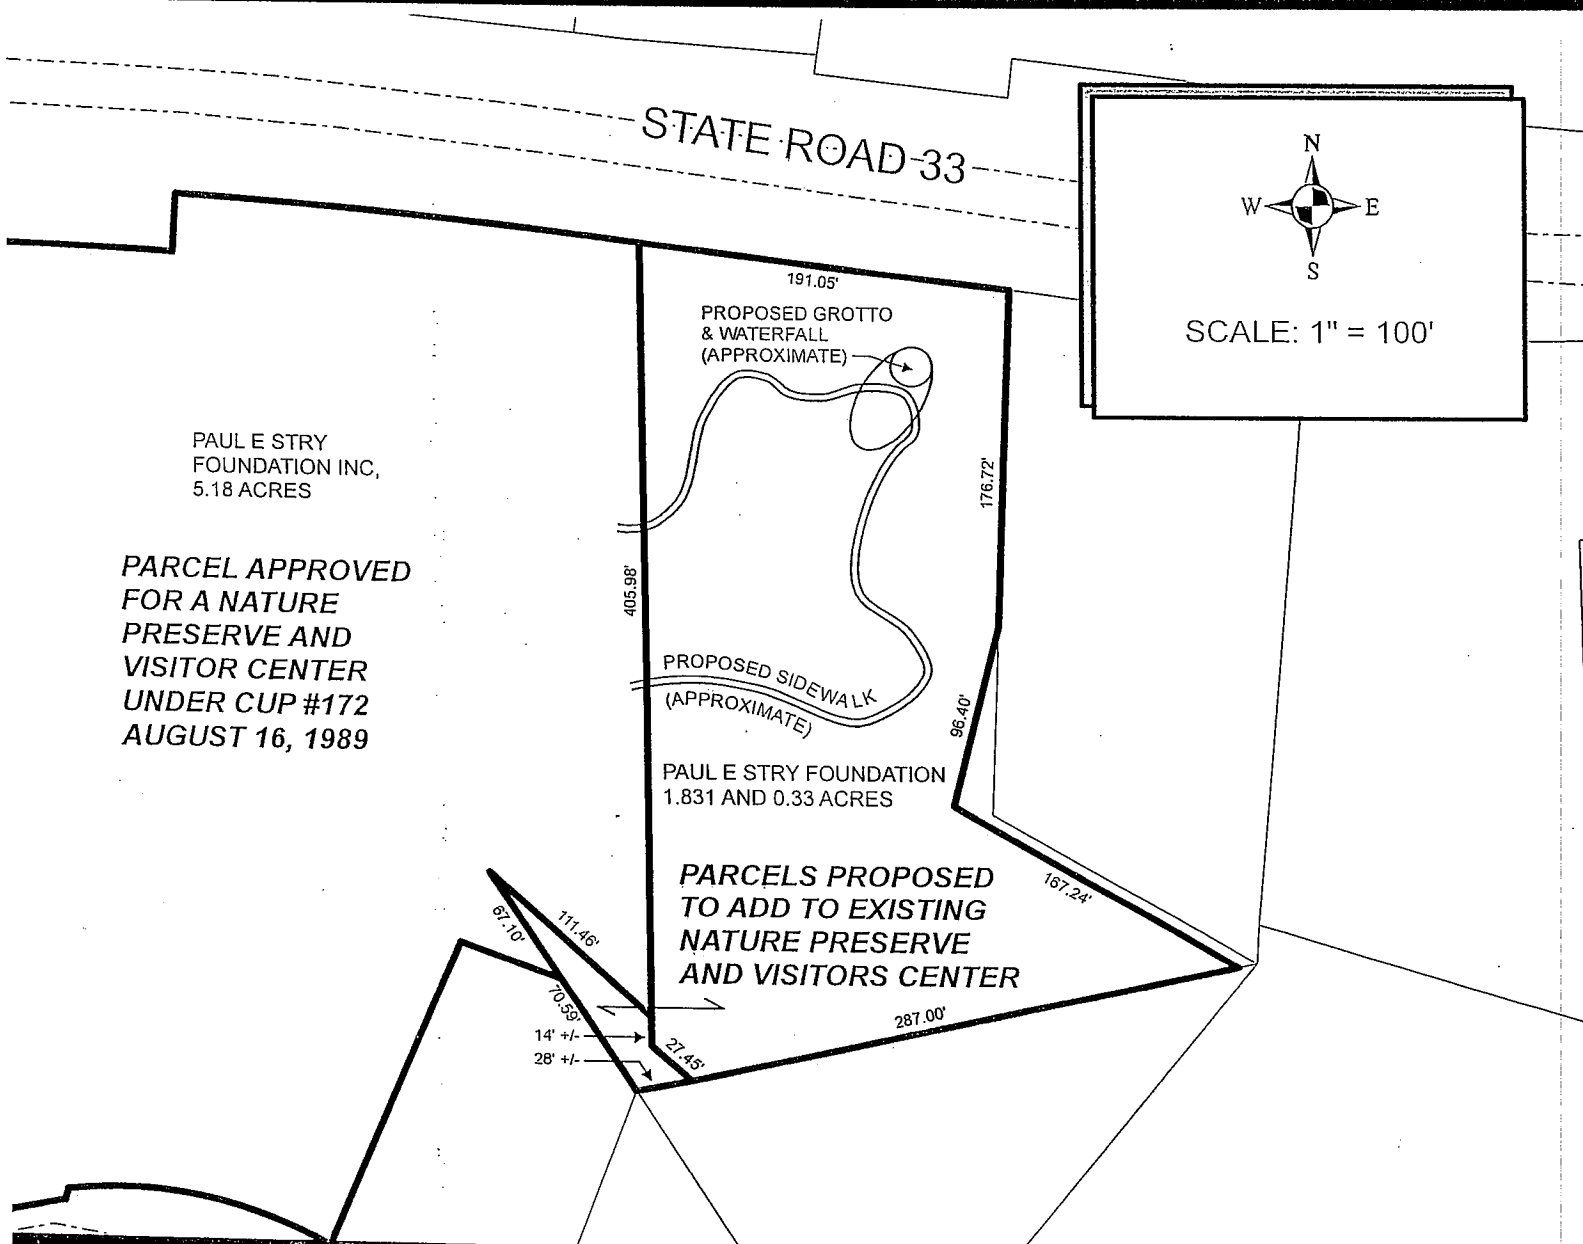 STATE ROAD 33
N
W E
S
SCALE: 1" = 100'
191.05'
PROPOSED GROTTO
& WATERFALL
(APPROXIMATE)
PAUL E STRY
FOUNDATION INC,
5.18 ACRES
176.72'
PARCEL APPROVED
FOR A NATURE
PRESERVE AND
VISITOR CENTER
UNDER CUP #172
AUGUST 16, 1989
405.98'
PROPOSED SIDEWALK
(APPROXIMATE)
96.40'
PAUL E STRY FOUNDATION
1.831 AND 0.33 ACRES
PARCELS PROPOSED
TO ADD TO EXISTING
NATURE PRESERVE
AND VISITORS CENTER
167.24'
67.10'
111.46'
70.59'
287.00'
14' +/-
27.45'
28' +/-